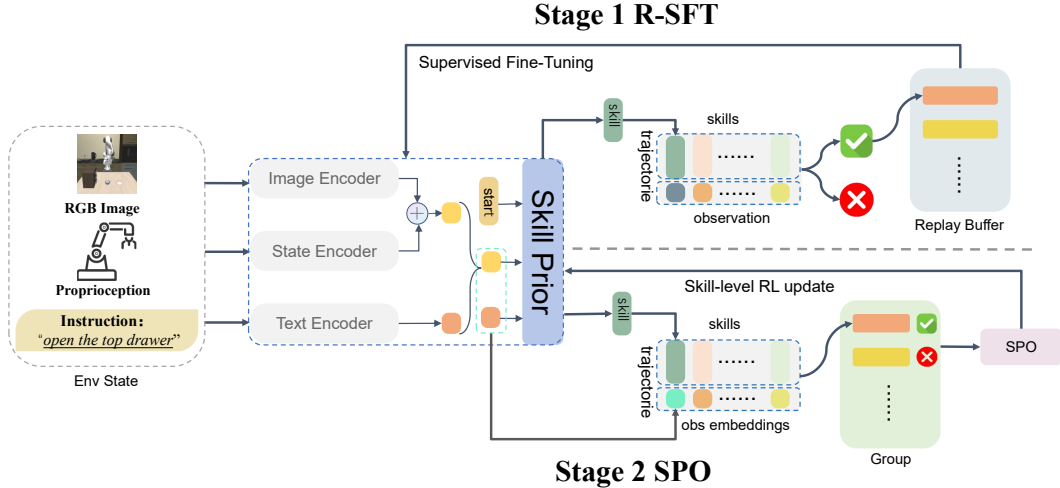 Stage 1 R-SFT
Supervised Fine-Tuning
RGB Image
Proprioception
Instruction：
“open the top drawer”
Env State
Image Encoder
State Encoder
Text Encoder
start
Skill Prior
skill
trajectorie
skills
......
......
observation
......
Replay Buffer
Skill-level RL update
skill
trajectorie
skills
......
......
obs embeddings
......
Group
SPO
Stage 2 SPO